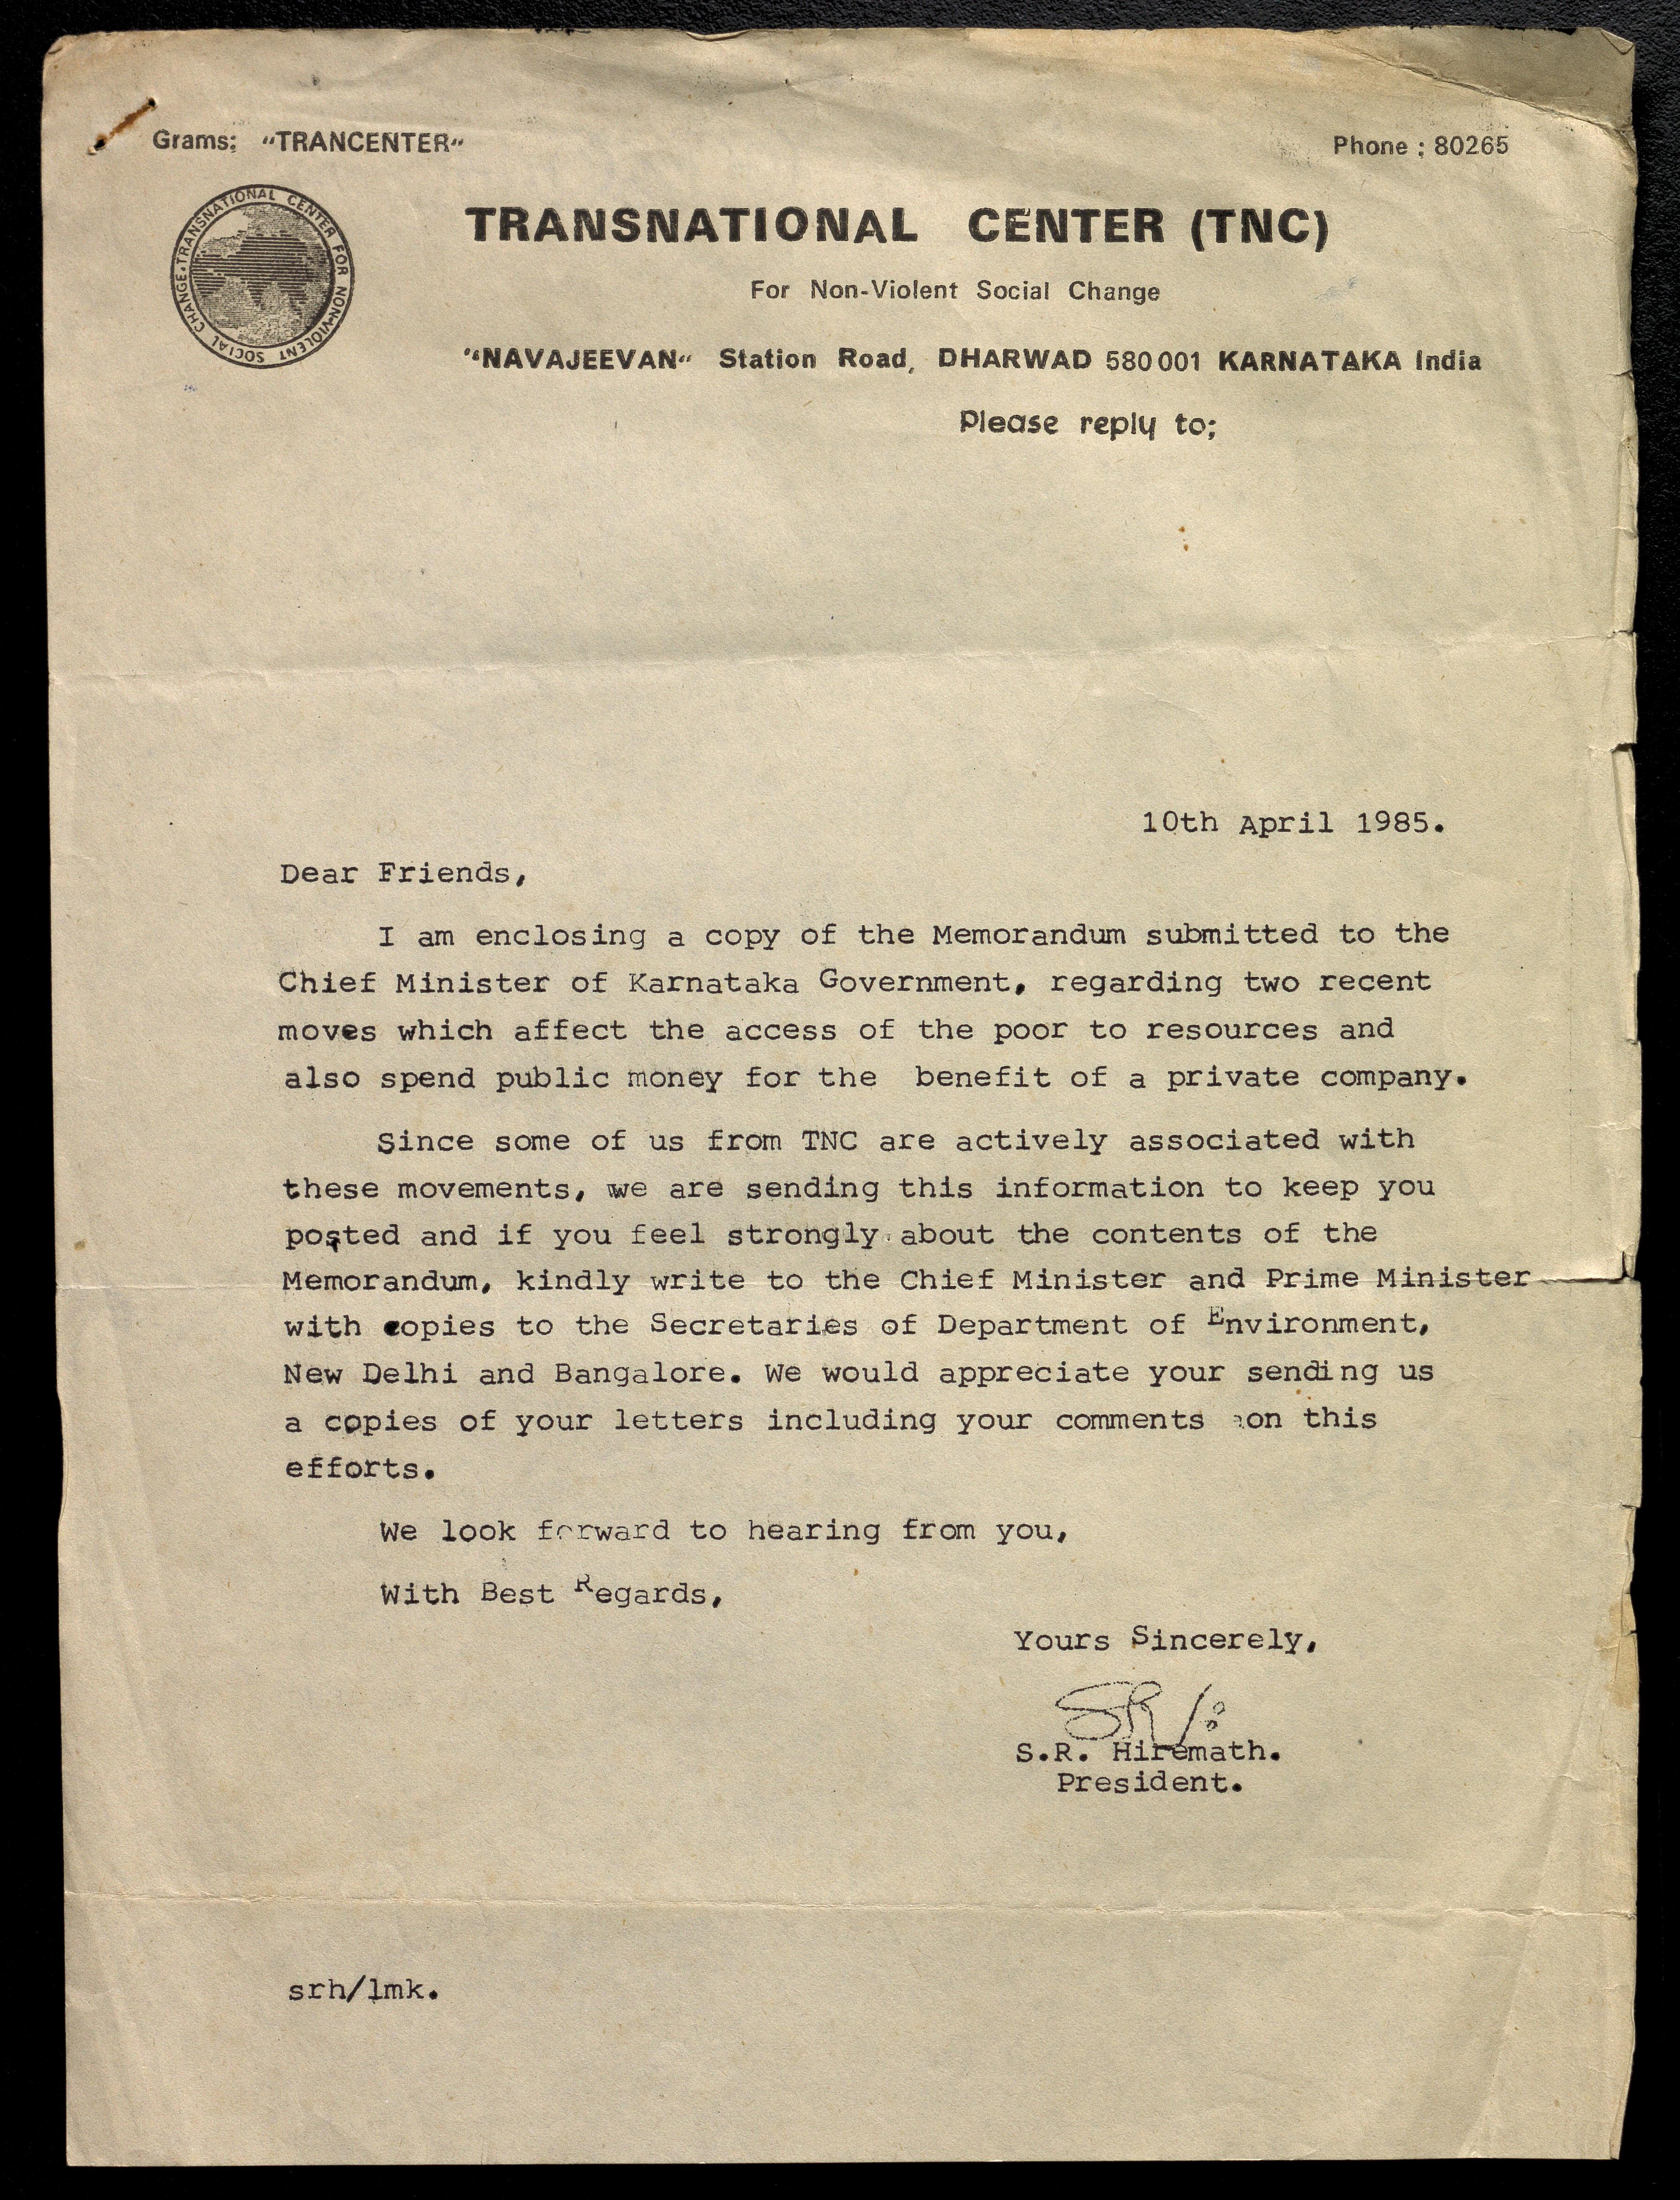 Grams: "TRANCENTER"
Phone : 80265
TRANSNATIONAL CENTER FOR NON-VIOLENT SOCIAL CHANGE
TRANSNATIONAL CENTER (TNC)
For Non-Violent Social Change
"NAVAJEEVAN" Station Road, DHARWAD 580001 KARNATAKA India
Please reply to;
10th April 1985.
Dear Friends,
I am enclosing a copy of the Memorandum submitted to the
Chief Minister of Karnataka Government, regarding two recent
moves which affect the access of the poor to resources and
also spend public money for the benefit of a private company.
Since some of us from TNC are actively associated with
these movements, we are sending this information to keep you
posted and if you feel strongly about the contents of the
Memorandum, kindly write to the Chief Minister and Prime Minister
with copies to the Secretaries of Department of Environment,
New Delhi and Bangalore. We would appreciate your sending us
a copies of your letters including your comments on this
efforts.
We look forward to hearing from you,
With Best Regards,
Yours Sincerely,
S.R. Hiremath.
President.
srh/lmk.